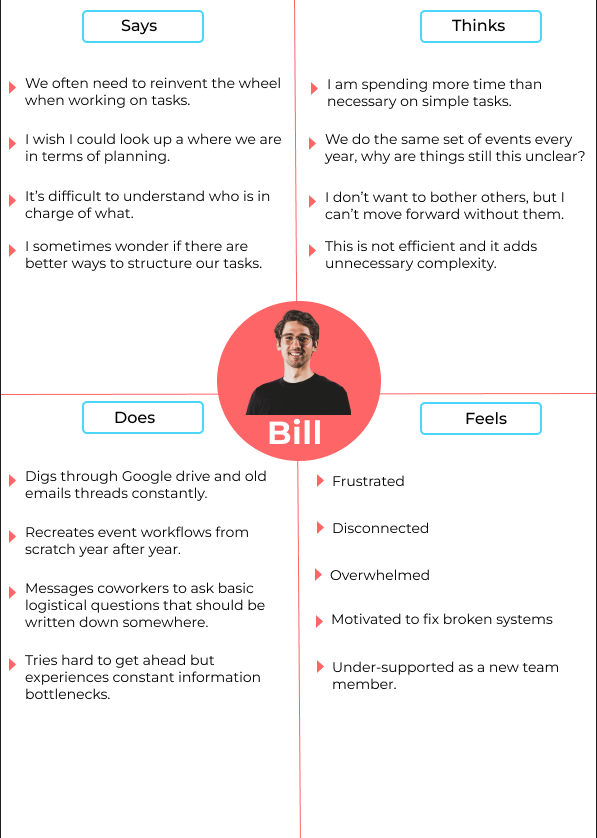 Says
We often need to reinvent the wheel
when working on tasks.
I wish I could look up a where we are
in terms of planning.
It’s difficult to understand who is in
charge of what.
I sometimes wonder if there are
better ways to structure our tasks.
Thinks
I am spending more time than
necessary on simple tasks.
We do the same set of events every
year, why are things still this unclear?
I don’t want to bother others, but I
can’t move forward without them.
This is not efficient and it adds
unnecessary complexity.
Bill
Does
Digs through Google drive and old
emails threads constantly.
Recreates event workflows from
scratch year after year.
Messages coworkers to ask basic
logistical questions that should be
written down somewhere.
Tries hard to get ahead but
experiences constant information
bottlenecks.
Feels
Frustrated
Disconnected
Overwhelmed
Motivated to fix broken systems
Under-supported as a new team
member.